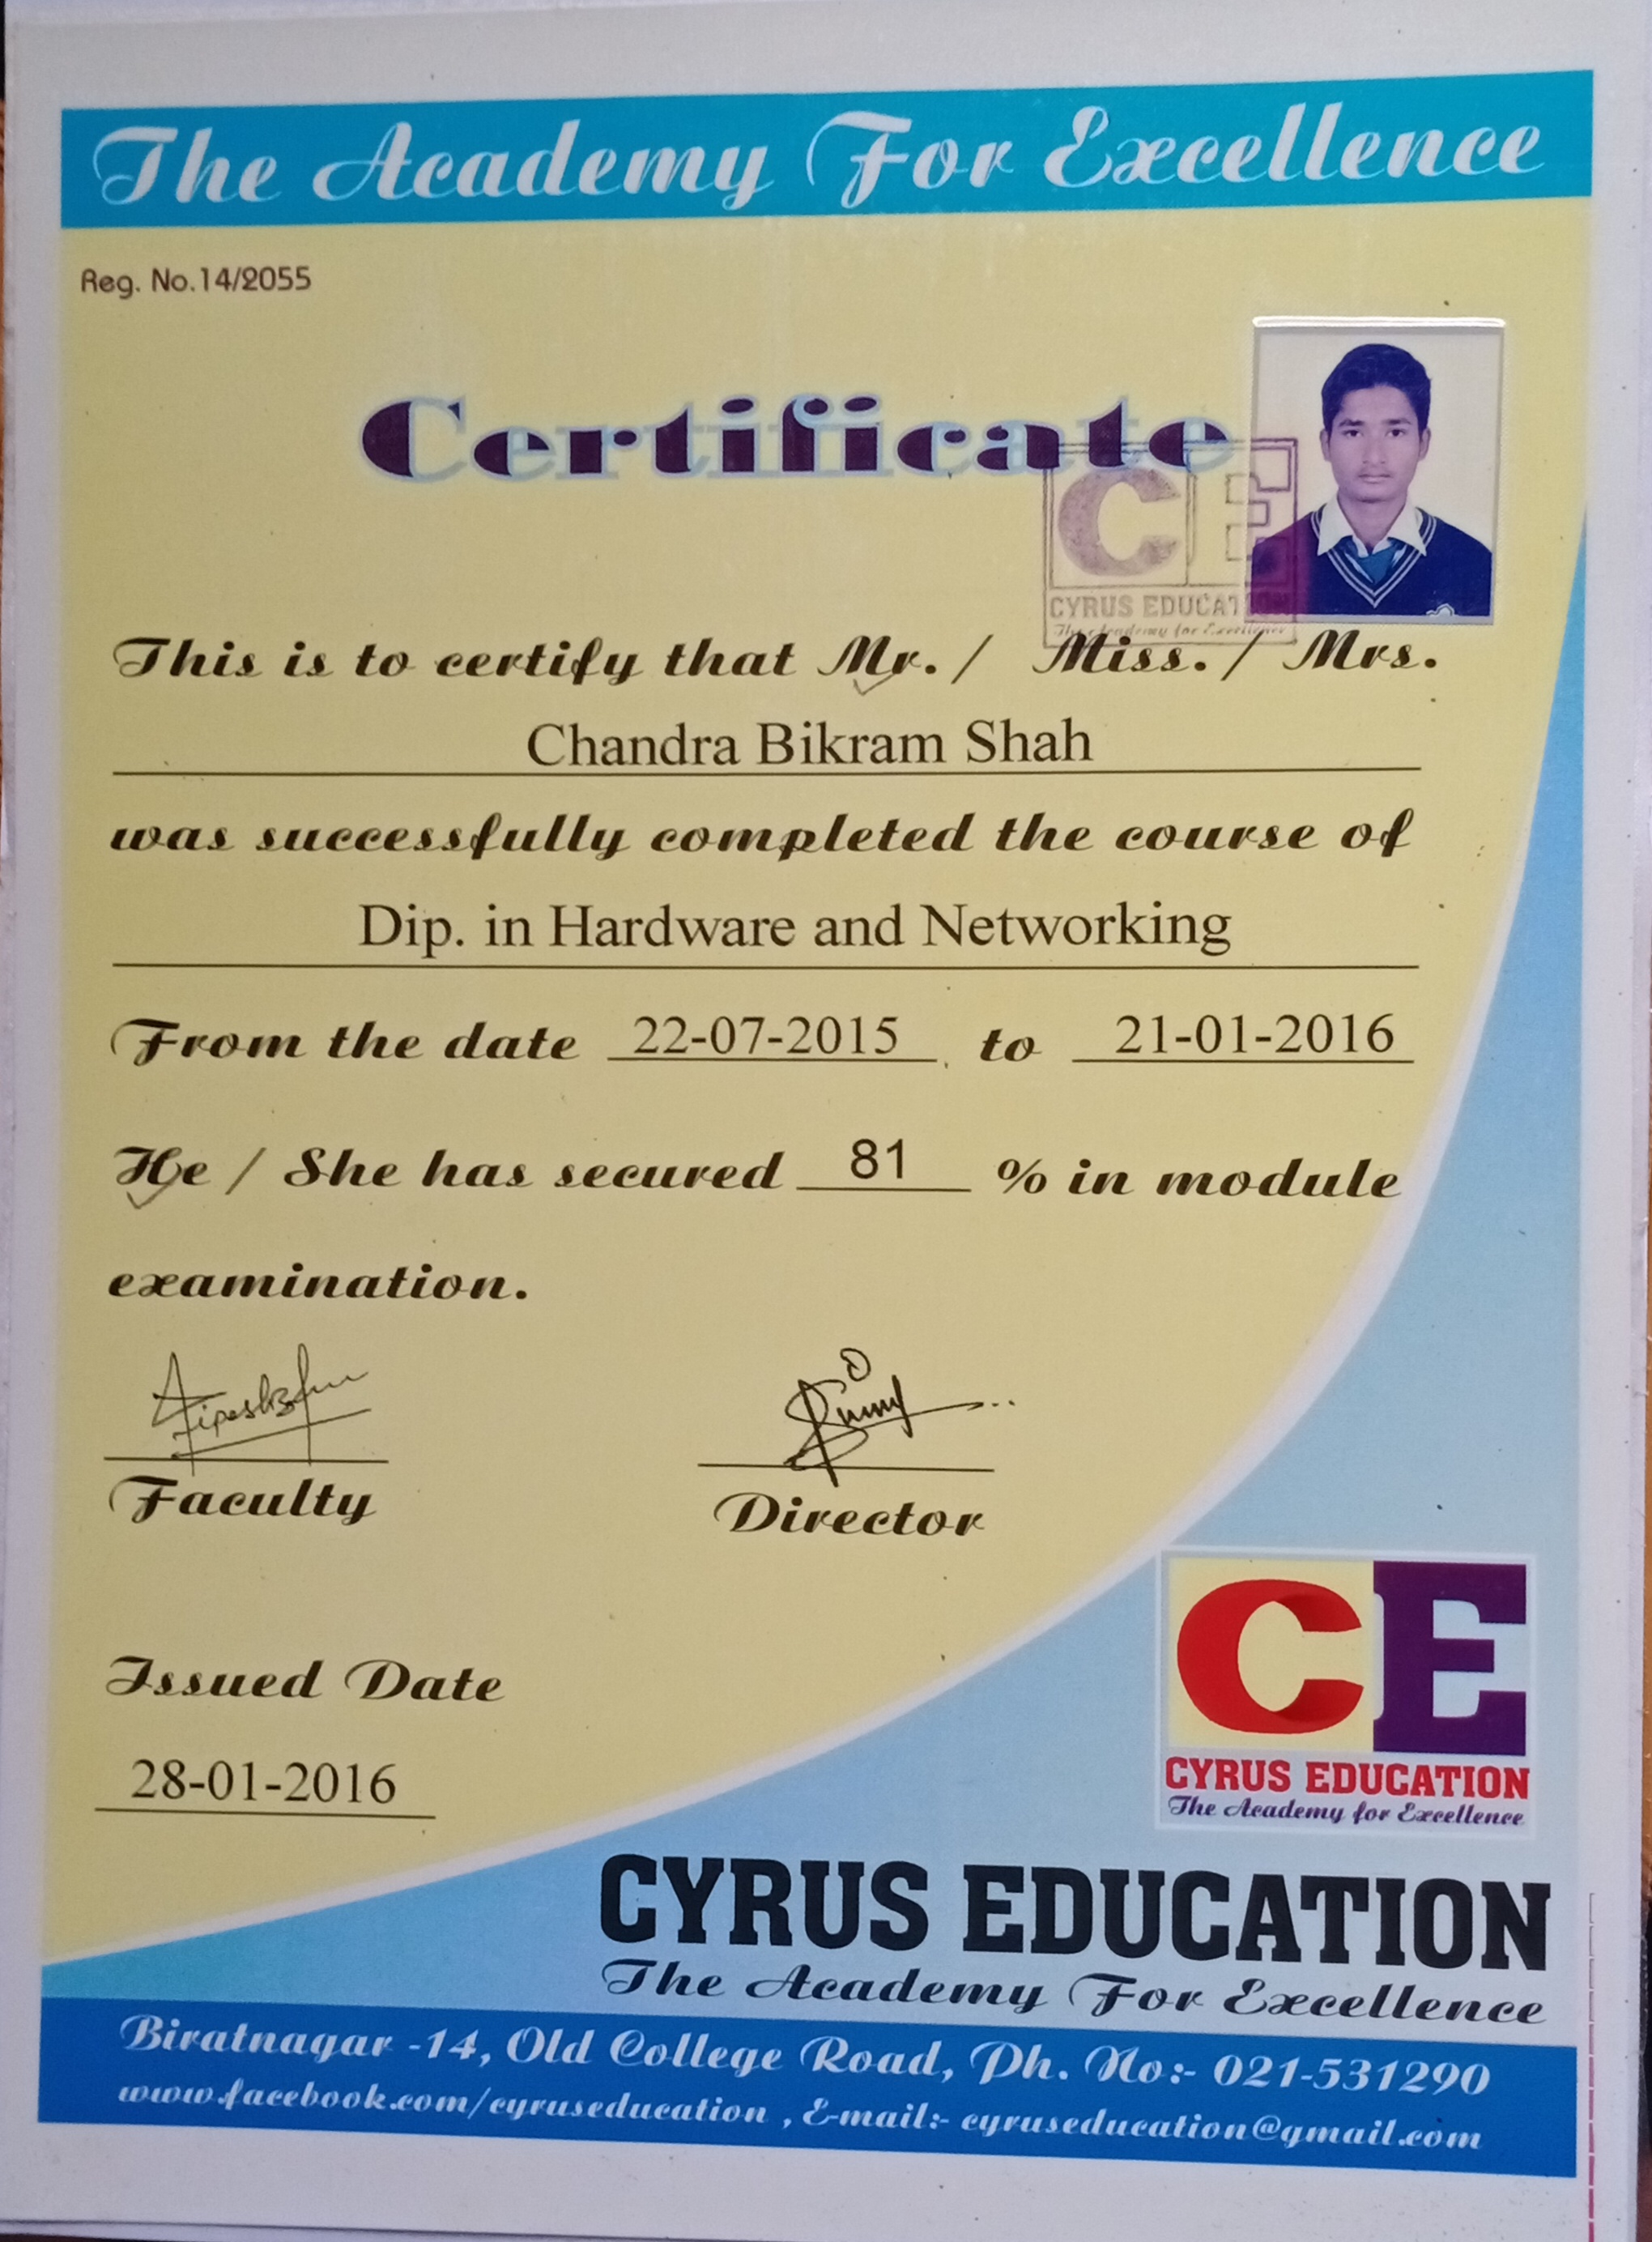 The Academy For Excellence
Reg. No.14/2055
Certificate
CE
CYRUS EDUCATION
The Academy for Excellence
This is to certify that Mr. / Miss. / Mrs.
Chandra Bikram Shah
was successfully completed the course of
Dip. in Hardware and Networking
From the date 22-07-2015 to 21-01-2016
He / She has secured 81 % in module
examination.
Faculty
Director
Issued Date
28-01-2016
CE
CYRUS EDUCATION
The Academy for Excellence
CYRUS EDUCATION
The Academy For Excellence
Biratnagar -14, Old College Road, Ph. No:- 021-531290
www.facebook.com/cyruseducation , E-mail:- cyruseducation@gmail.com